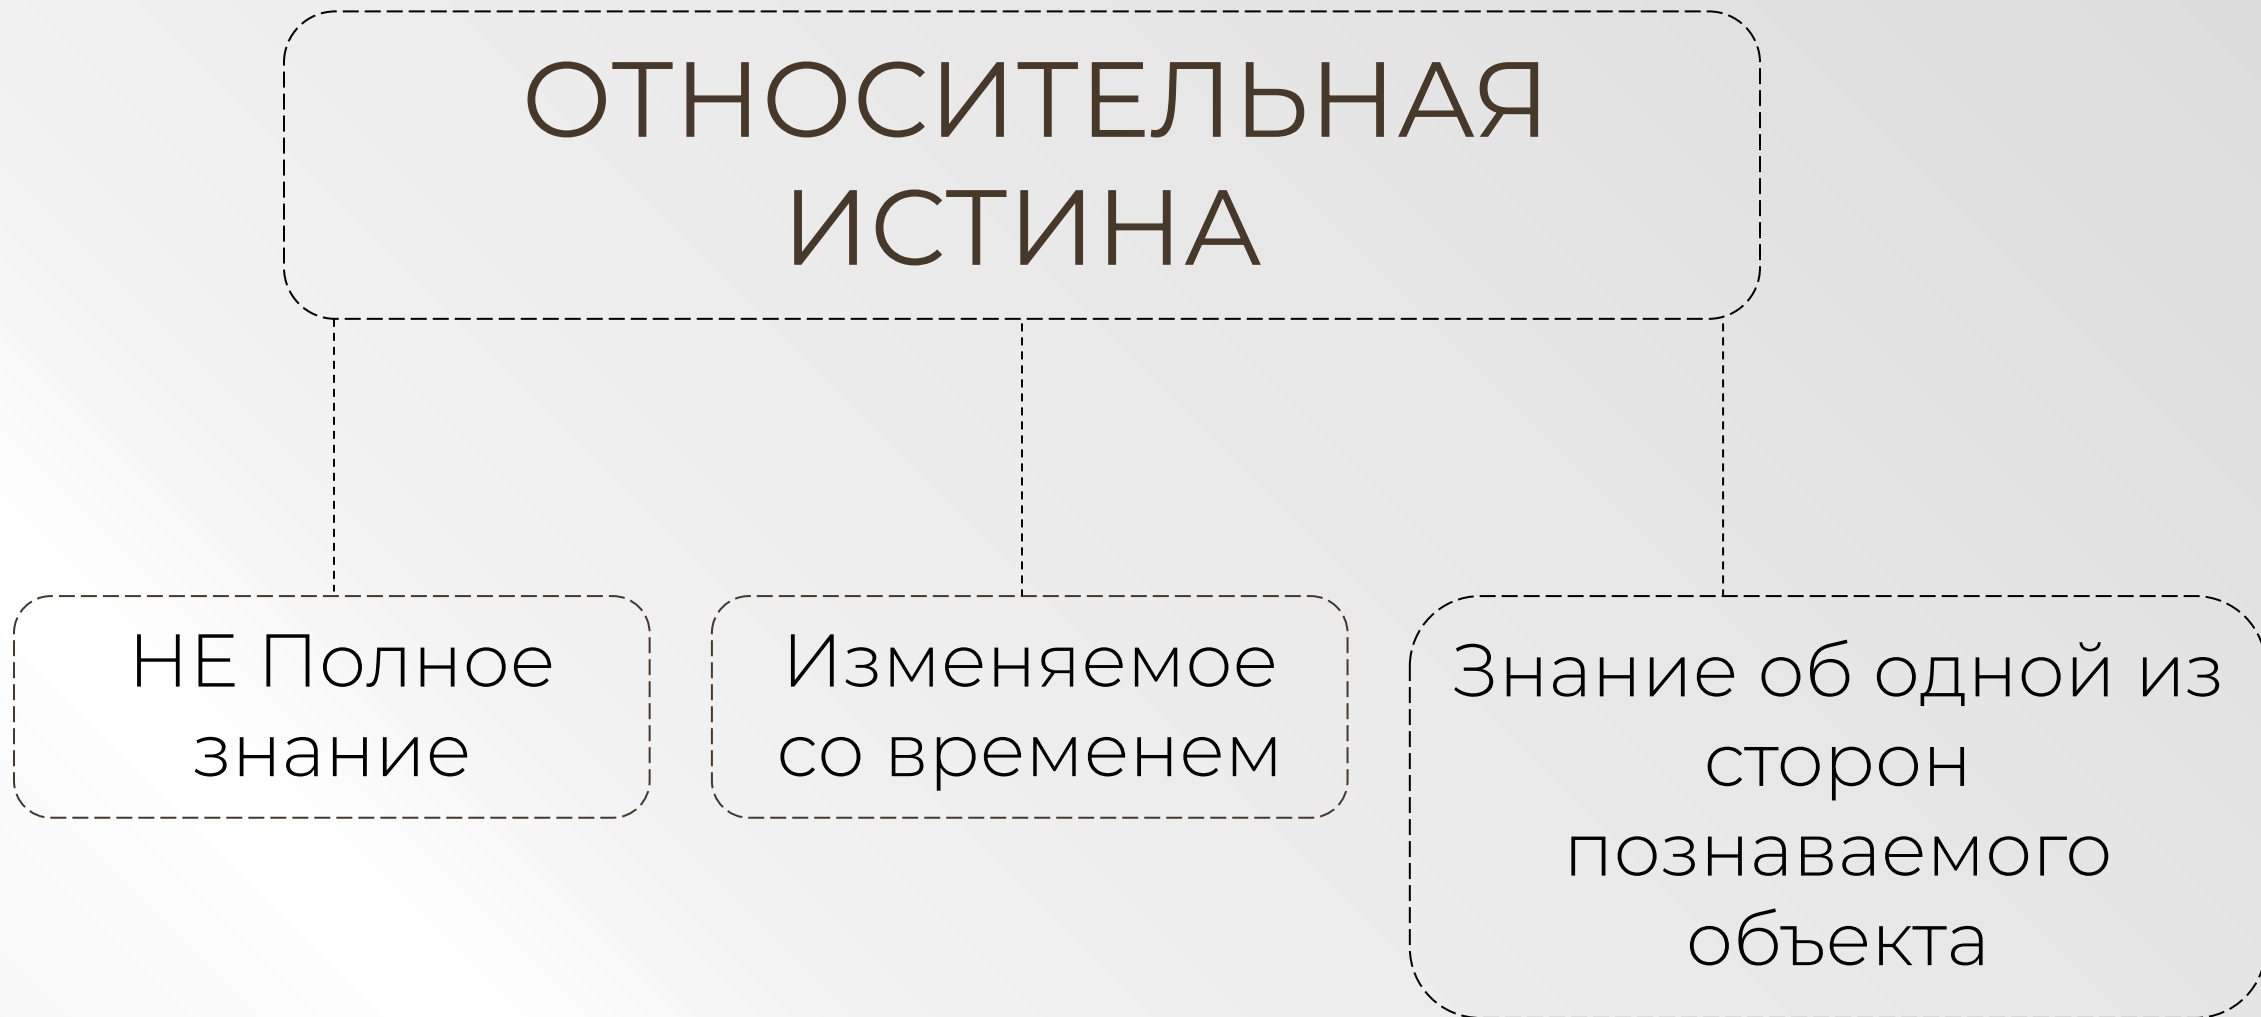 ОТНОСИТЕЛЬНАЯ
ИСТИНА
НЕ Полное
знание
Изменяемое
со временем
Знание об одной из
сторон
познаваемого
объекта